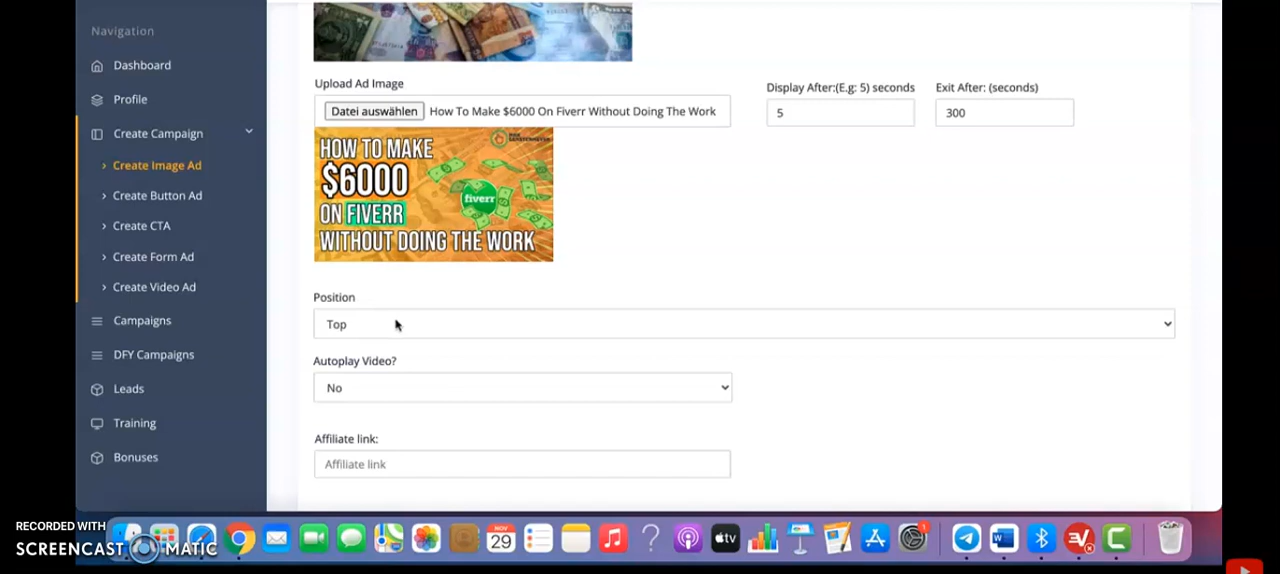 Navigation
Dashboard
Profile
Create Campaign
Create Image Ad
Create Button Ad
Create CTA
Create Form Ad
Create Video Ad
Campaigns
DFY Campaigns
Leads
Training
Bonuses
Upload Ad Image
Datei auswählen How To Make $6000 On Fiverr Without Doing The Work
Display After:(E.g: 5) seconds
5
Exit After: (seconds)
300
HOW TO MAKE
$6000
ON FIVERR
WITHOUT DOING THE WORK
fiverr
Position
Top
Autoplay Video?
No
Affiliate link:
Affiliate link
RECORDED WITH
SCREENCAST MATIC
NOV
29
tv
W
1